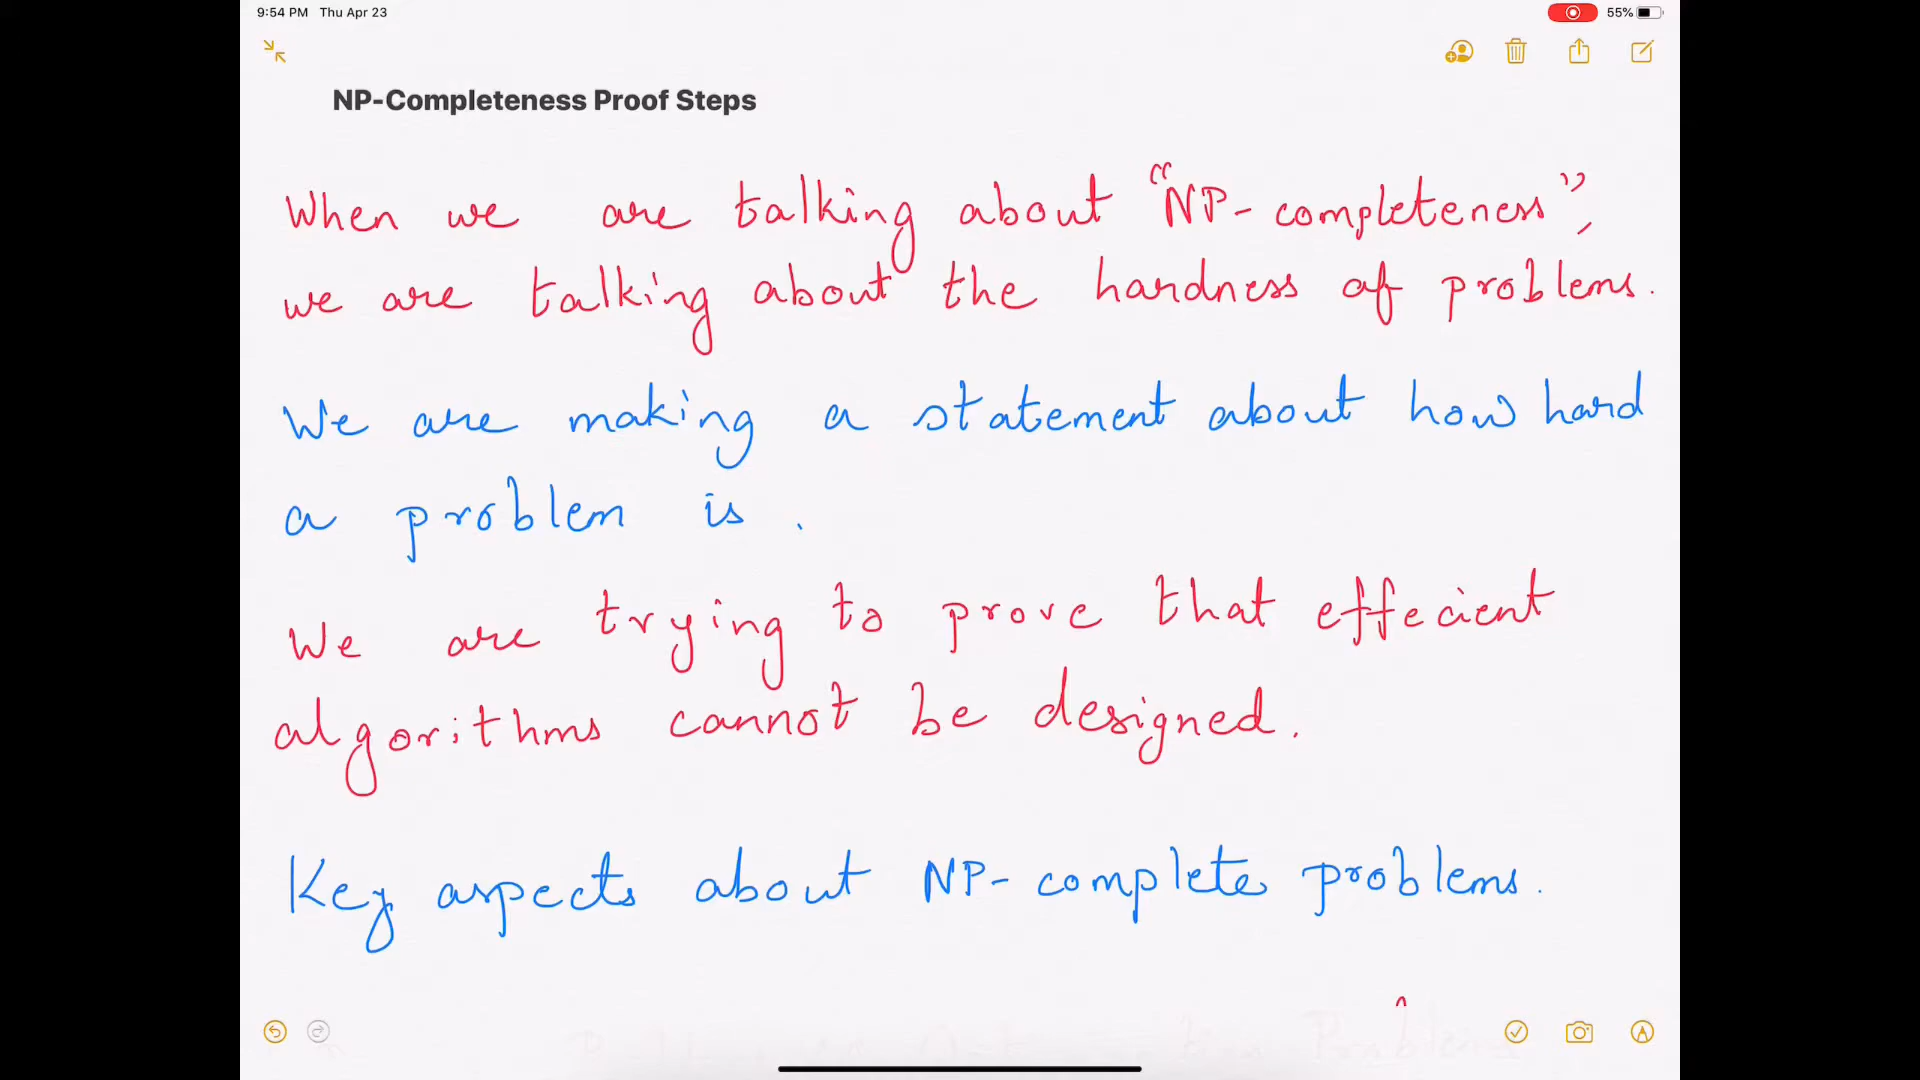 9:54 PM Thu Apr 23
55%
NP-Completeness Proof Steps
When we are talking about "NP-completeness",
we are talking about the hardness of problems.
We are making a statement about how hard
a problem is.
We are trying to prove that effecient
algorithms cannot be designed.
Key aspects about NP-complete problems.